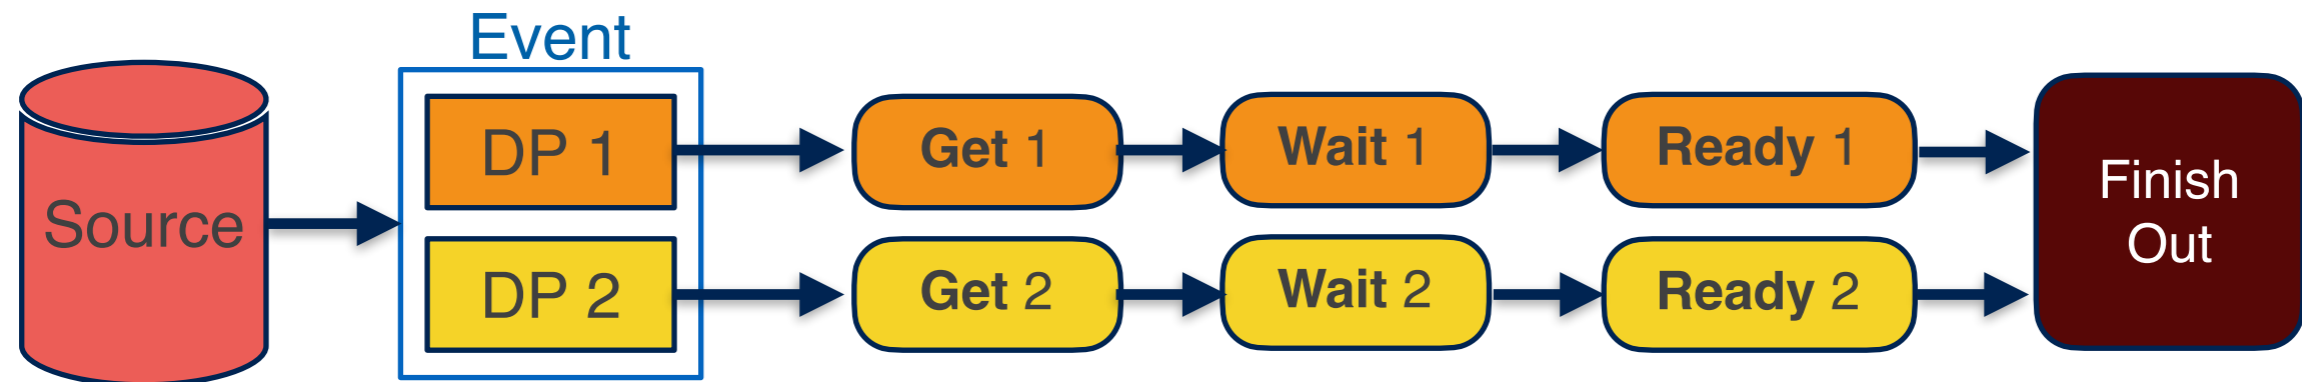 Event
Source
DP 1
Get 1
Wait 1
Ready 1
DP 2
Get 2
Wait 2
Ready 2
Finish
Out